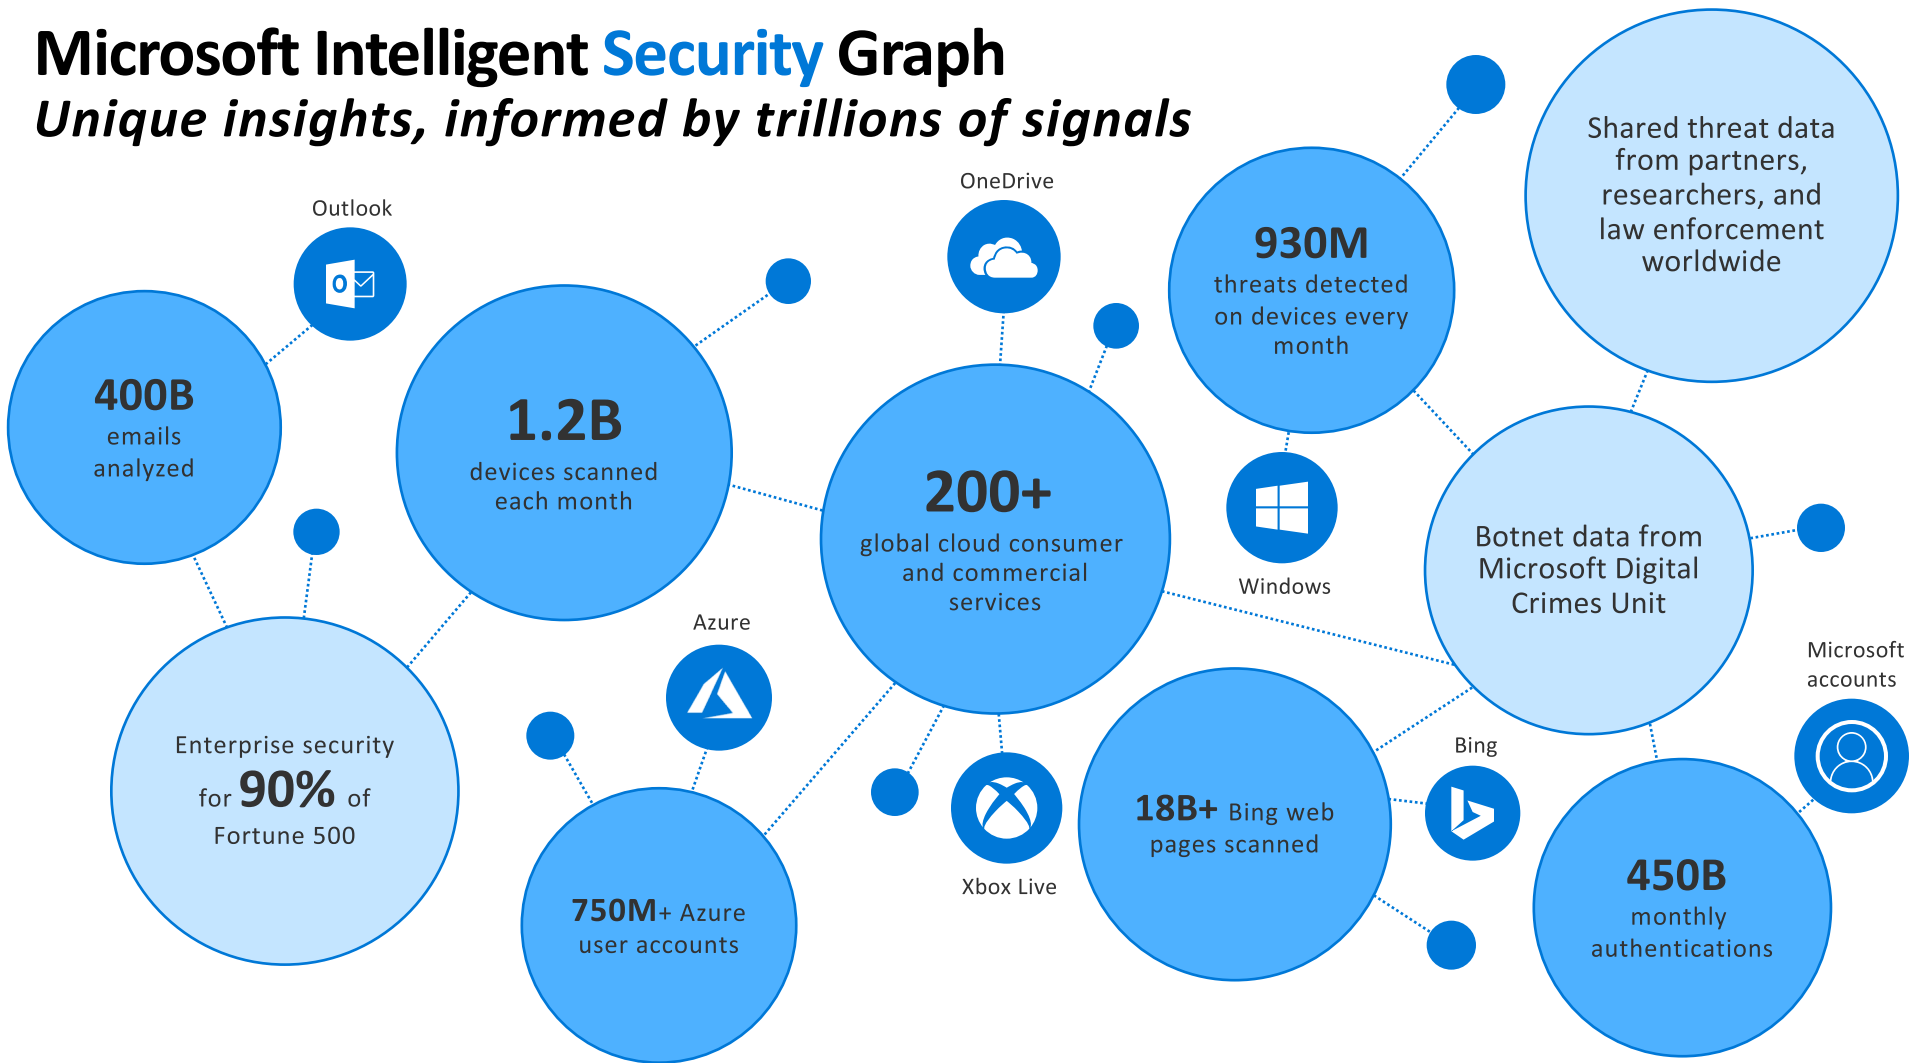 Microsoft Intelligent Security Graph
Unique insights, informed by trillions of signals
Outlook
400B
emails
analyzed
1.2B
devices scanned
each month
OneDrive
200+
global cloud consumer
and commercial
services
930M
threats detected
on devices every
month
Windows
Shared threat data
from partners,
researchers, and
law enforcement
worldwide
Botnet data from
Microsoft Digital
Crimes Unit
Enterprise security
for 90% of
Fortune 500
Azure
750M+ Azure
user accounts
Xbox Live
18B+ Bing web
pages scanned
Bing
Microsoft
accounts
450B
monthly
authentications